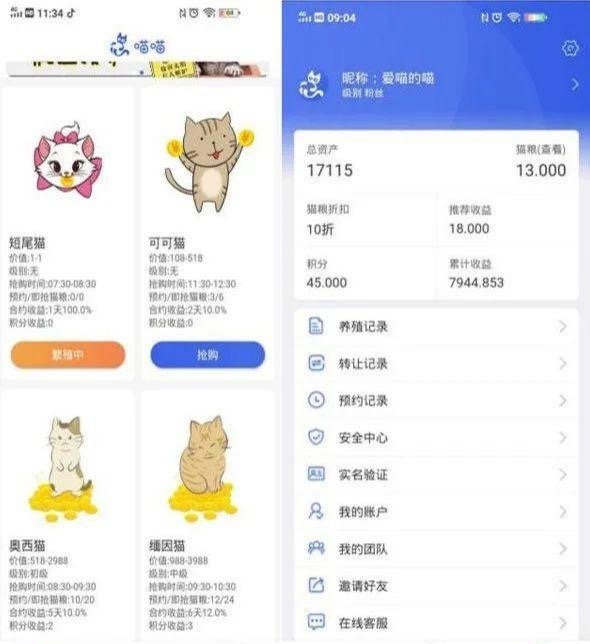 11:34
喵喵
短尾猫
价值:1-1
级别:无
抢购时间:07:30-08:30
预约/即抢猫粮:0/0
合约收益:1天100.0%
积分收益:0
繁殖中
可可猫
价值:108-518
级别:无
抢购时间:11:30-12:30
预约/即抢猫粮:3/6
合约收益:2天10.0%
积分收益:0
抢购
奥西猫
价值:518-2988
级别:初级
抢购时间:08:30-09:30
预约/即抢猫粮:10/20
合约收益:5天10.0%
积分收益:2
缅因猫
价值:988-3988
级别:中级
抢购时间:09:30-10:30
预约/即抢猫粮:12/24
合约收益:6天12.0%
积分收益:3
09:04
昵称：爱喵的喵
级别 粉丝
总资产
17115
猫粮(查看)
13.000
猫粮折扣
10折
推荐收益
18.000
积分
45.000
累计收益
7944.853
养殖记录
转让记录
预约记录
安全中心
实名验证
我的账户
我的团队
邀请好友
在线客服